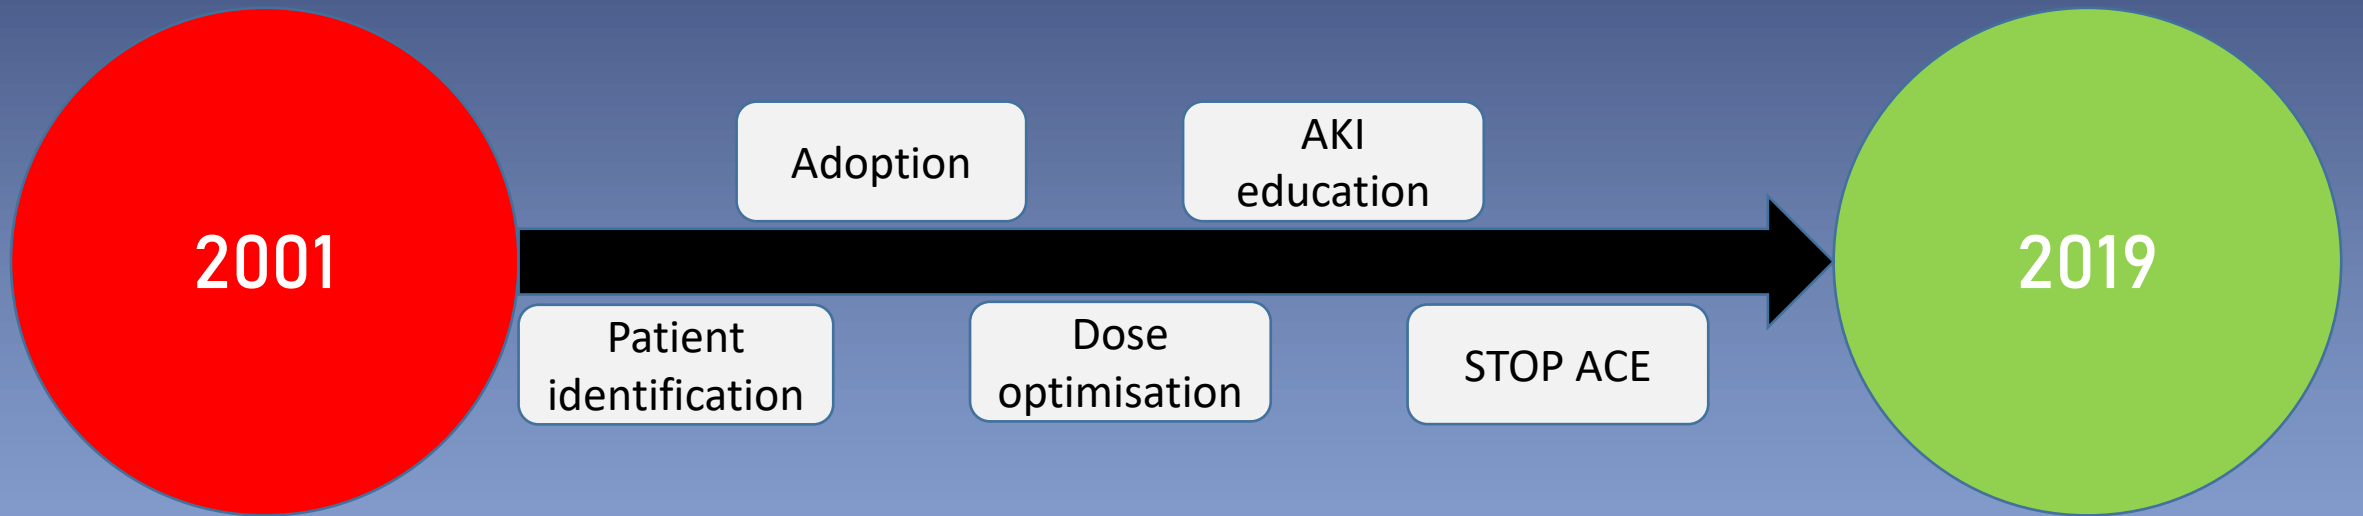 2001
Patient
identification
Adoption
Dose
optimisation
AKI
education
STOP ACE
2019